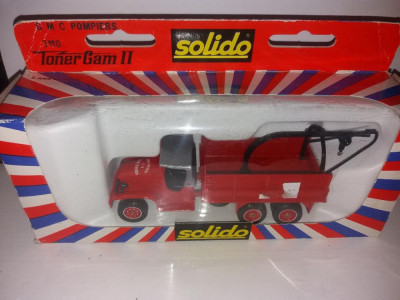 G M C POMPIERS
solido
Toner Gam II
solido